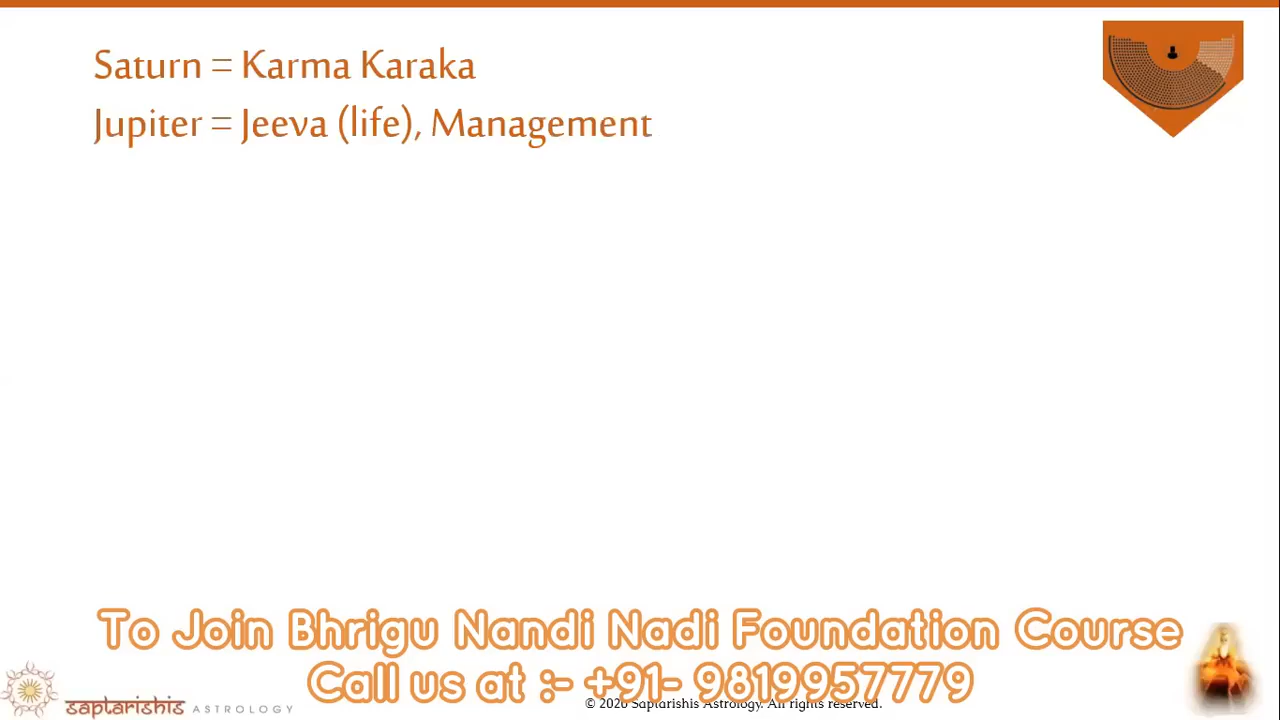 Saturn = Karma Karaka
Jupiter = Jeeva (life), Management
To Join Bhrigu Nandi Nadi Foundation Course
Call us at :- +91- 9819957779
saptarishis ASTROLOGY
© 2020 Saptarishis Astrology. All rights reserved.